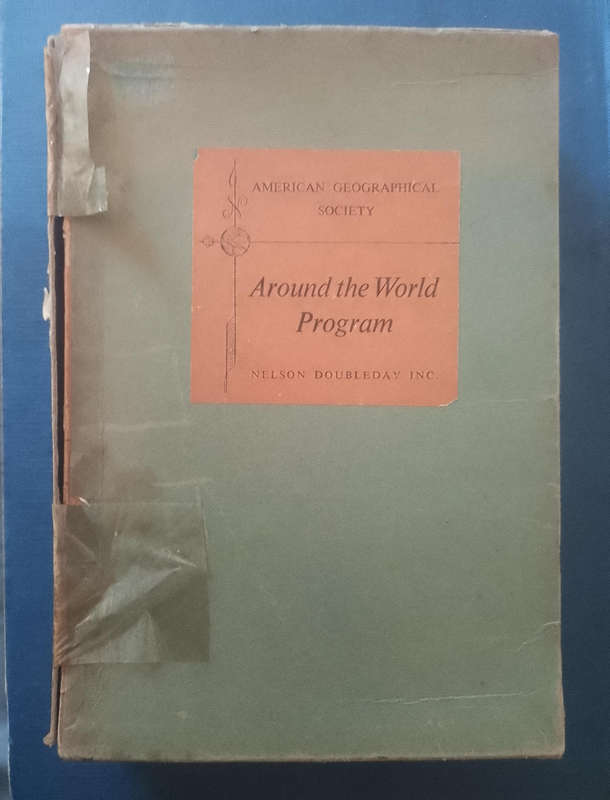 AMERICAN GEOGRAPHICAL
SOCIETY
Around the World
Program
NELSON DOUBLEDAY INC.